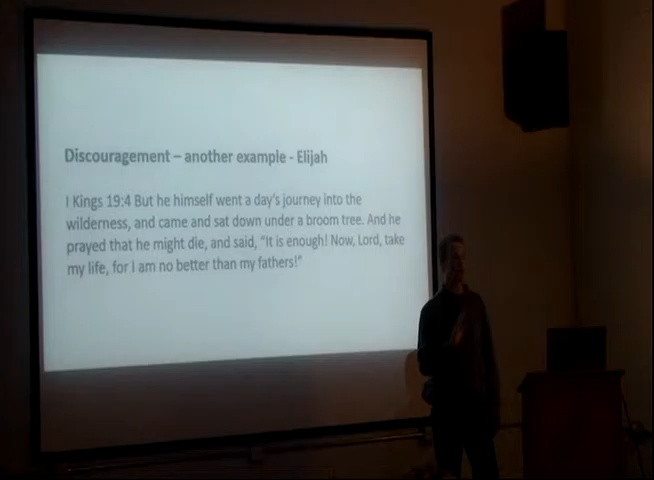 Discouragement – another example - Elijah
I Kings 19:4 But he himself went a day's journey into the
wilderness, and came and sat down under a broom tree. And he
prayed that he might die, and said, "It is enough! Now, Lord, take
my life, for I am no better than my fathers!"